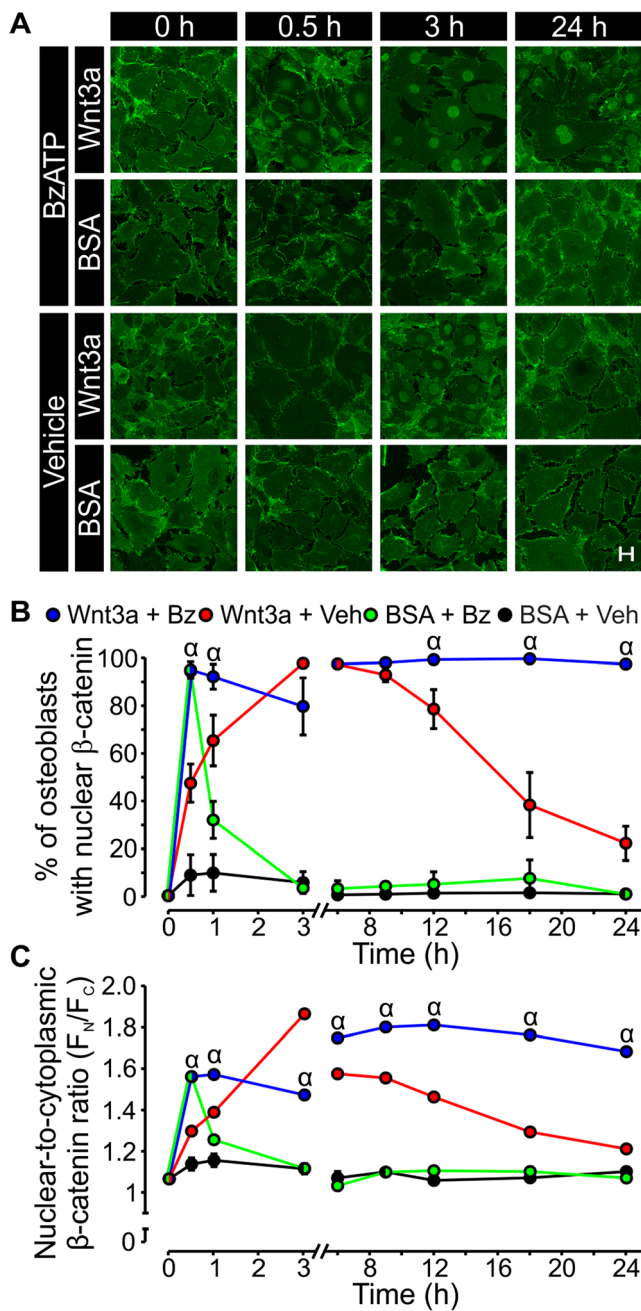 A
0 h 0.5 h 3 h 24 h
BzATP
Wnt3a
BSA
Vehicle
Wnt3a
BSA
B
Wnt3a + Bz Wnt3a + Veh BSA + Bz BSA + Veh
% of osteoblasts
with nuclear β-catenin
100
80
60
40
20
10
0
α α α α α
0 1 2 3 8 12 16 20 24
Time (h)
C
Nuclear-to-cytoplasmic
β-catenin ratio (FN/FC)
2.0
1.8
1.6
1.4
1.2
1
0
α α α α α α α α
0 1 2 3 8 12 16 20 24
Time (h)